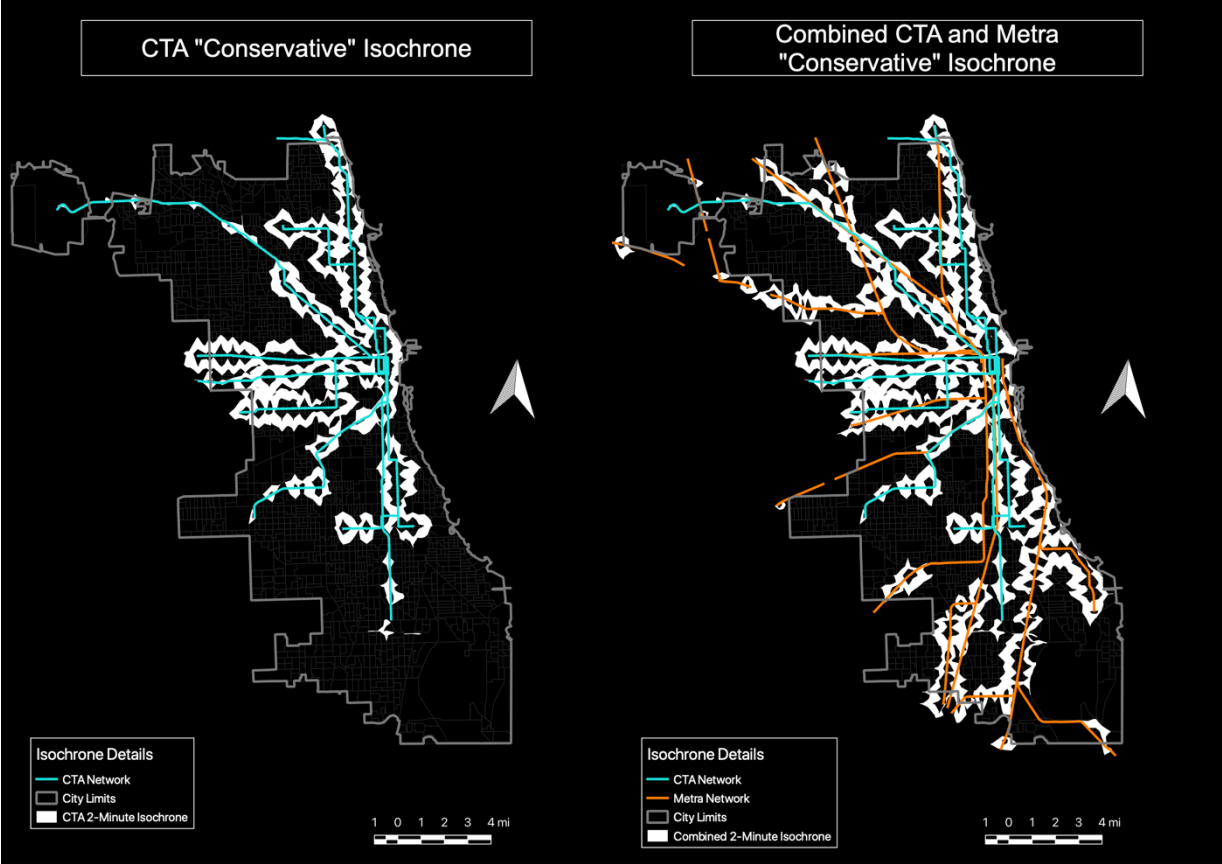 CTA "Conservative" Isochrone
Isochrone Details
CTA Network
City Limits
CTA 2-Minute Isochrone
1 0 1 2 3 4 mi
Combined CTA and Metra
"Conservative" Isochrone
Isochrone Details
CTA Network
Metra Network
City Limits
Combined 2-Minute Isochrone
1 0 1 2 3 4 mi